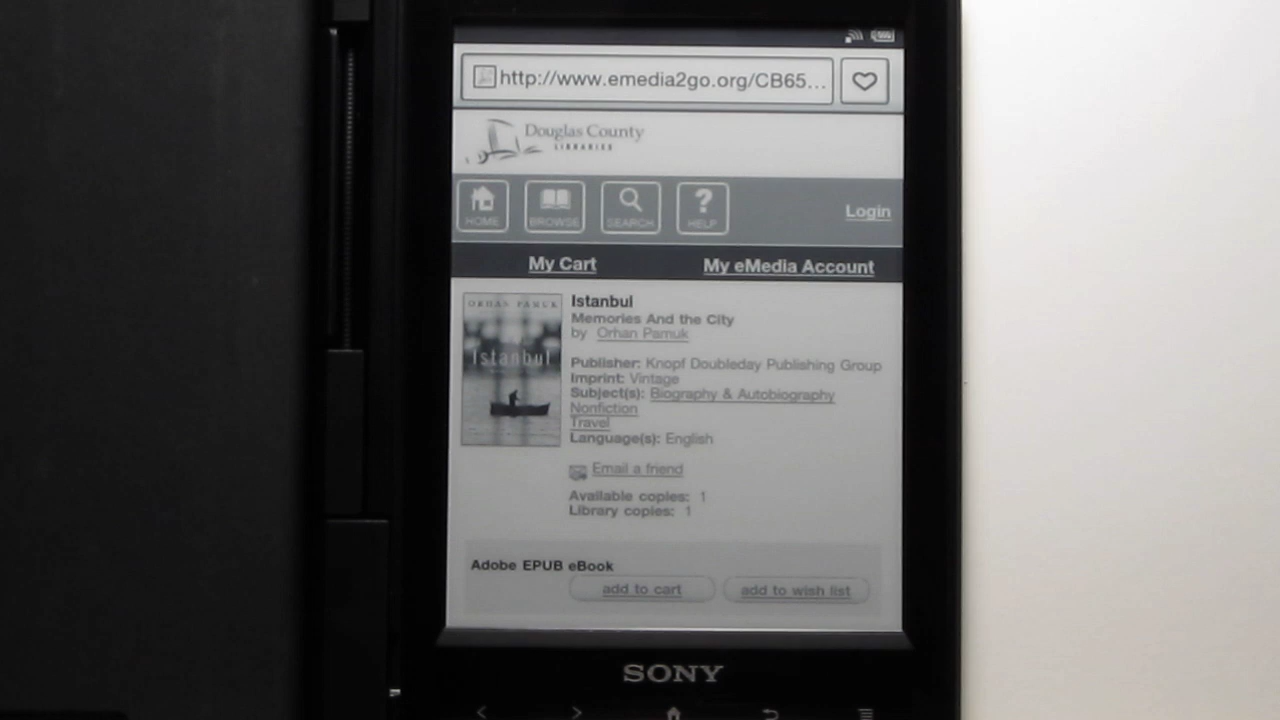 http://www.emedia2go.org/CB65...
Douglas County
LIBRARIES
HOME BROWSE SEARCH HELP Login
My Cart My eMedia Account
ORHAN PAMUK
Istanbul
Istanbul
Memories And the City
by Orhan Pamuk
Publisher: Knopf Doubleday Publishing Group
Imprint: Vintage
Subject(s): Biography & Autobiography
Nonfiction
Travel
Language(s): English
Email a friend
Available copies: 1
Library copies: 1
Adobe EPUB eBook
add to cart add to wish list
SONY